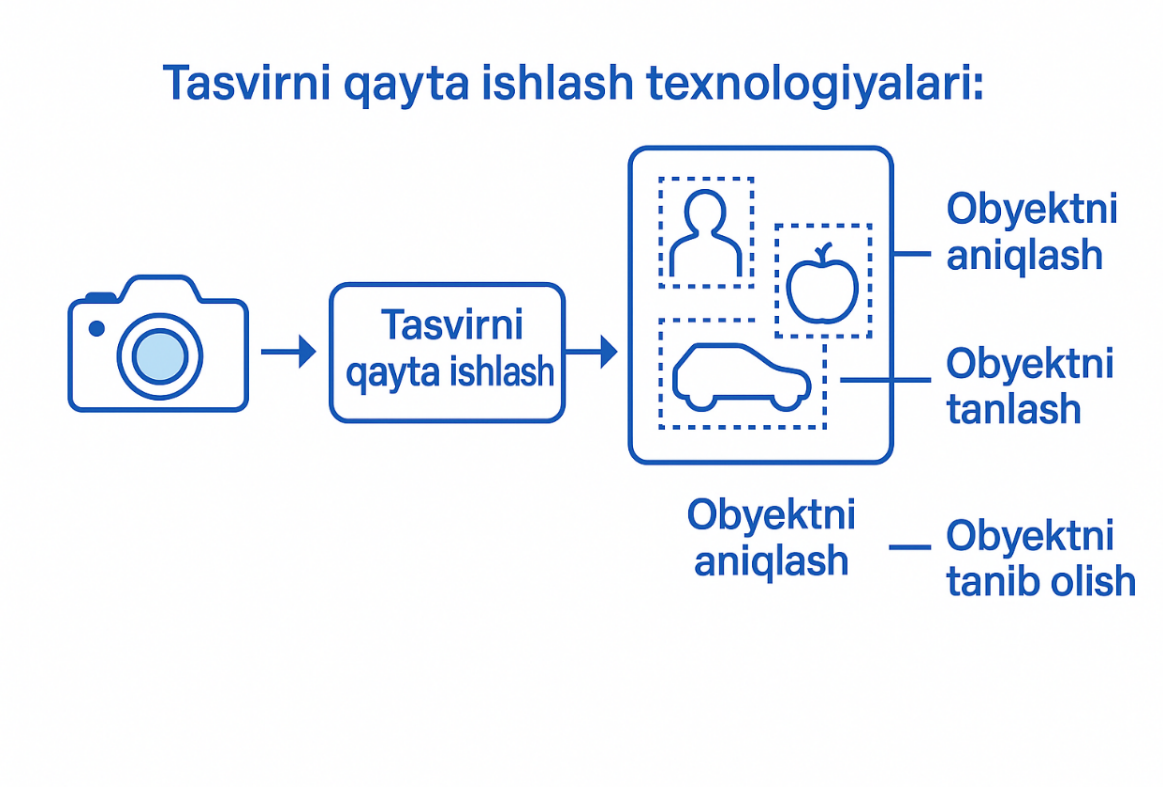 Tasvirni qayta ishlash texnologiyalari:
Tasvirni
qayta ishlash
Obyektni
aniqlash
Obyektni
tanlash
Obyektni
aniqlash
Obyektni
tanib olish